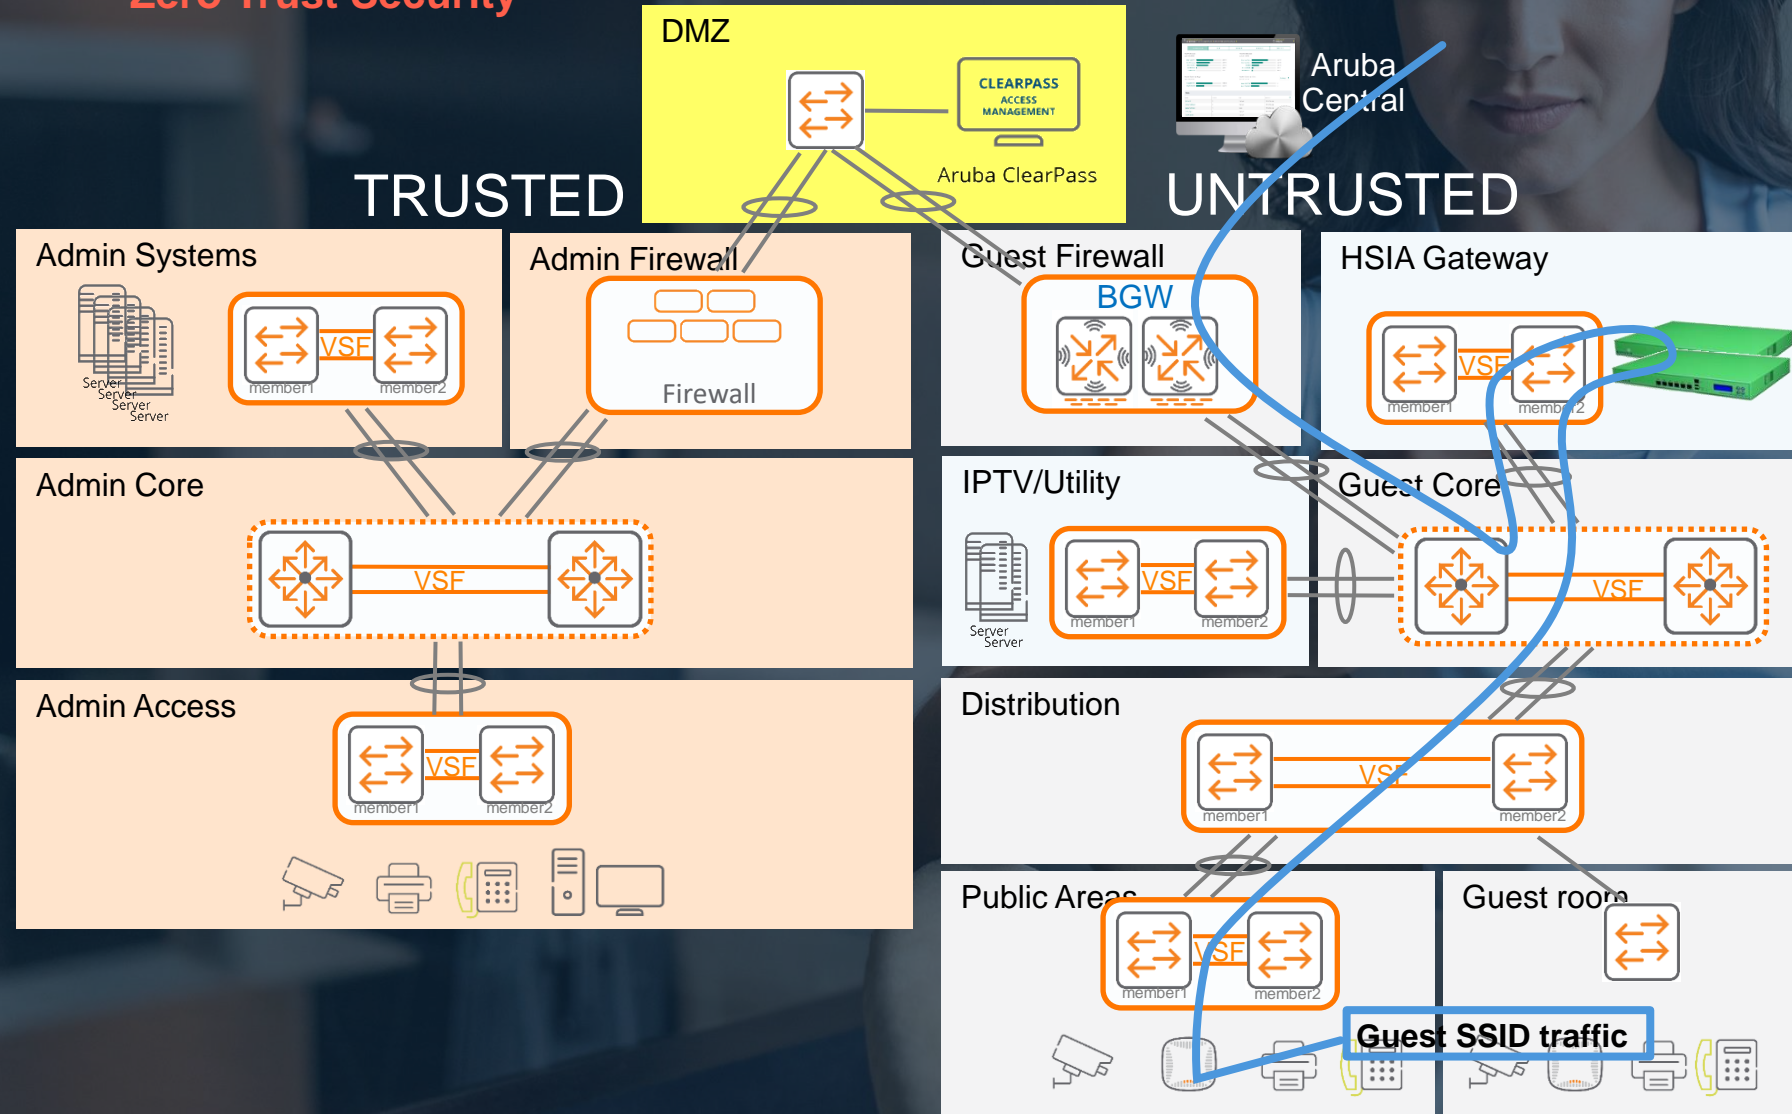 Zero Trust Security
DMZ
CLEARPASS
ACCESS
MANAGEMENT
Aruba ClearPass
Aruba
Central
TRUSTED
UNTRUSTED
Admin Systems
Server
Server
Server
Server
VSF
member1
member2
Admin Firewall
Firewall
Guest Firewall
BGW
HSIA Gateway
VSF
member1
member2
Admin Core
VSF
IPTV/Utility
Server
Server
VSF
member1
member2
Guest Core
VSF
Admin Access
VSF
member1
member2
Distribution
VSF
member1
member2
Public Areas
VSF
member1
member2
Guest room
Guest SSID traffic